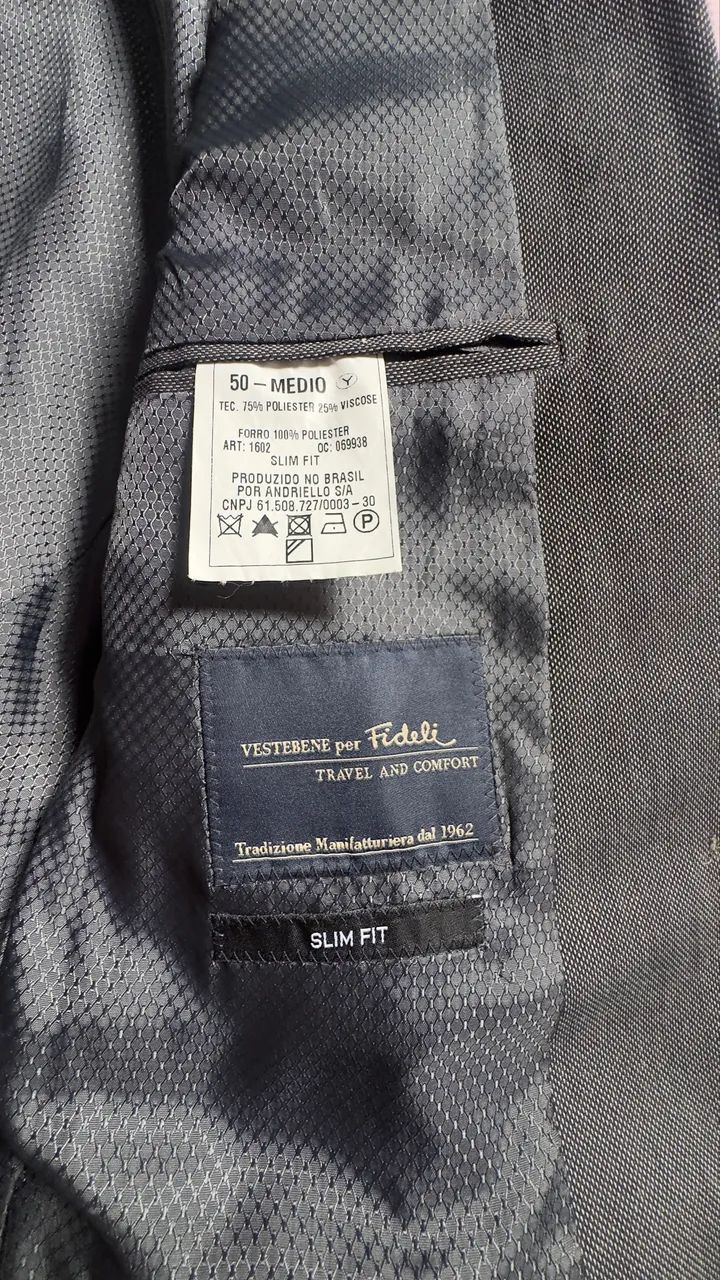 50 – MEDIO Y
TEC. 75% POLIESTER 25% VISCOSE
FORRO 100% POLIESTER
ART: 1602 OC: 069938
SLIM FIT
PRODUZIDO NO BRASIL
POR ANDRIELLO S/A
CNPJ 61.508.727/0003–30
P
VESTEBENE per Fideli
TRAVEL AND COMFORT
Tradizione Manifatturiera dal 1962
SLIM FIT